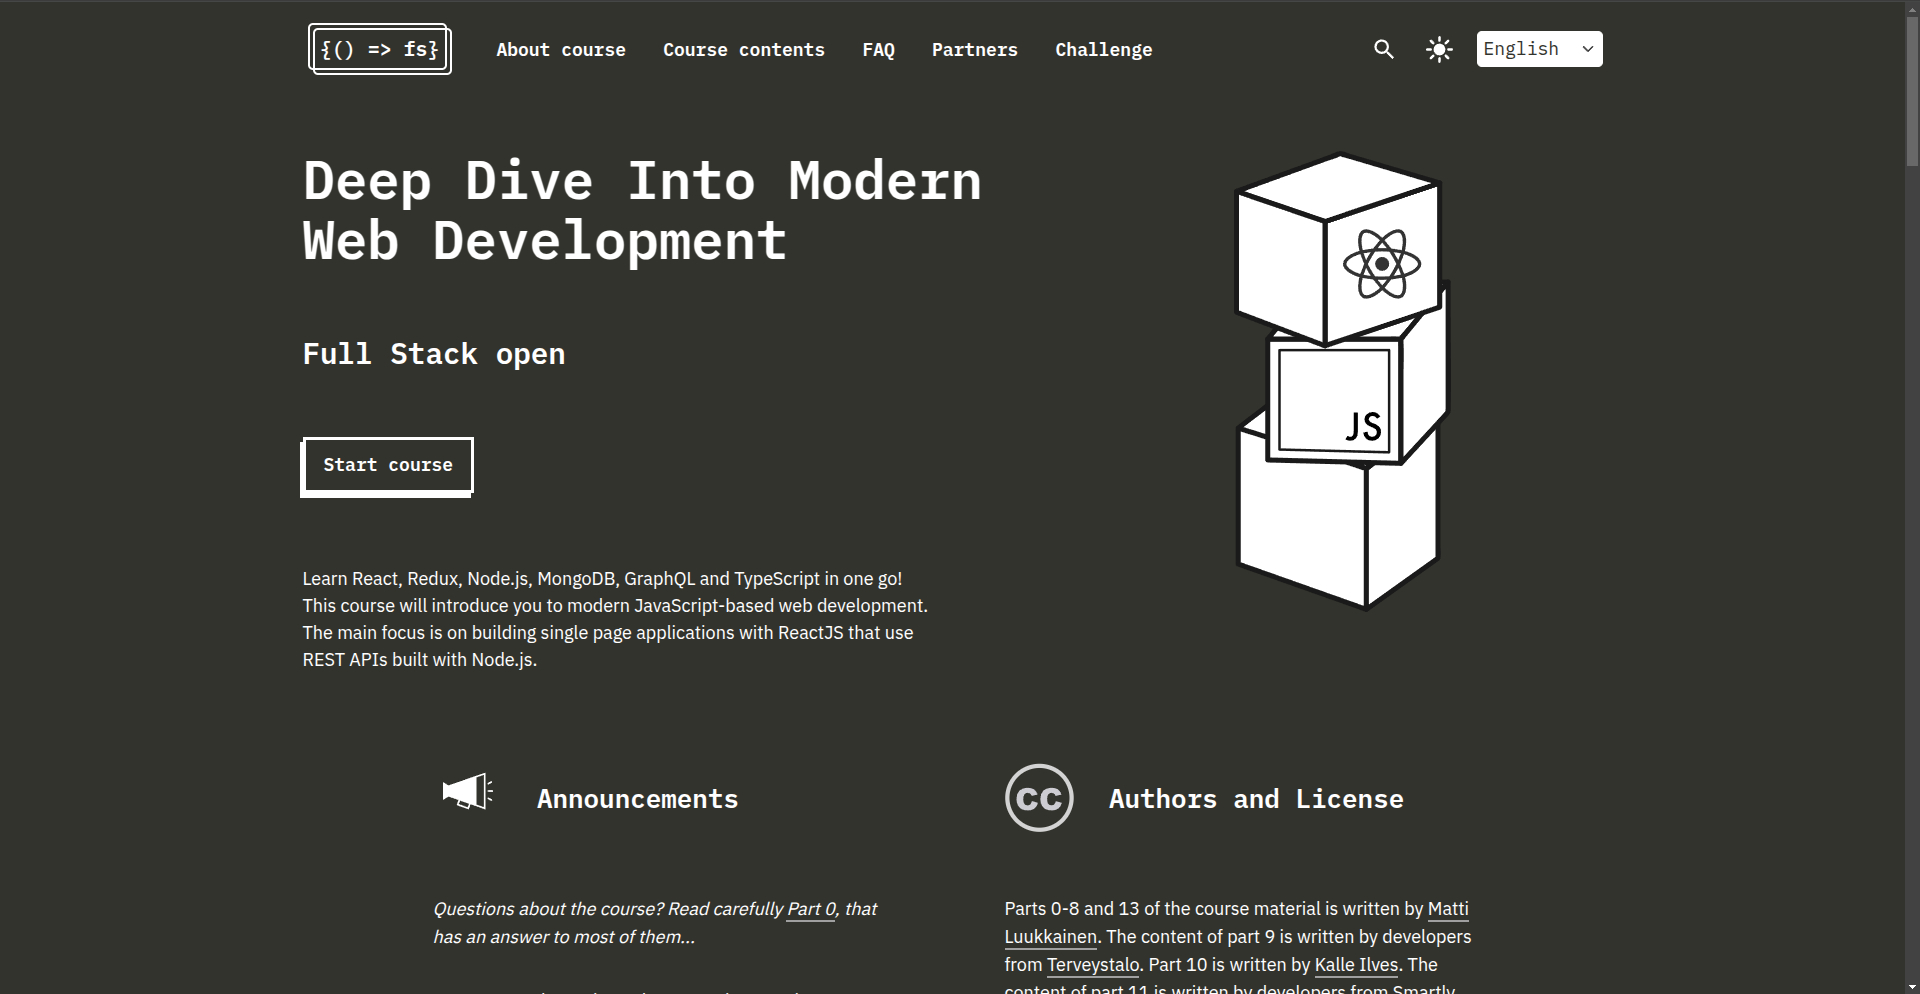 {() => fs}
About course
Course contents
FAQ
Partners
Challenge
English
Deep Dive Into Modern
Web Development
Full Stack open
Start course
Learn React, Redux, Node.js, MongoDB, GraphQL and TypeScript in one go!
This course will introduce you to modern JavaScript-based web development.
The main focus is on building single page applications with ReactJS that use
REST APIs built with Node.js.
JS
Announcements
Questions about the course? Read carefully Part 0, that
has an answer to most of them...
cc
Authors and License
Parts 0-8 and 13 of the course material is written by Matti
Luukkainen. The content of part 9 is written by developers
from Terveystalo. Part 10 is written by Kalle Ilves. The
content of part 11 is written by developers from Smartly